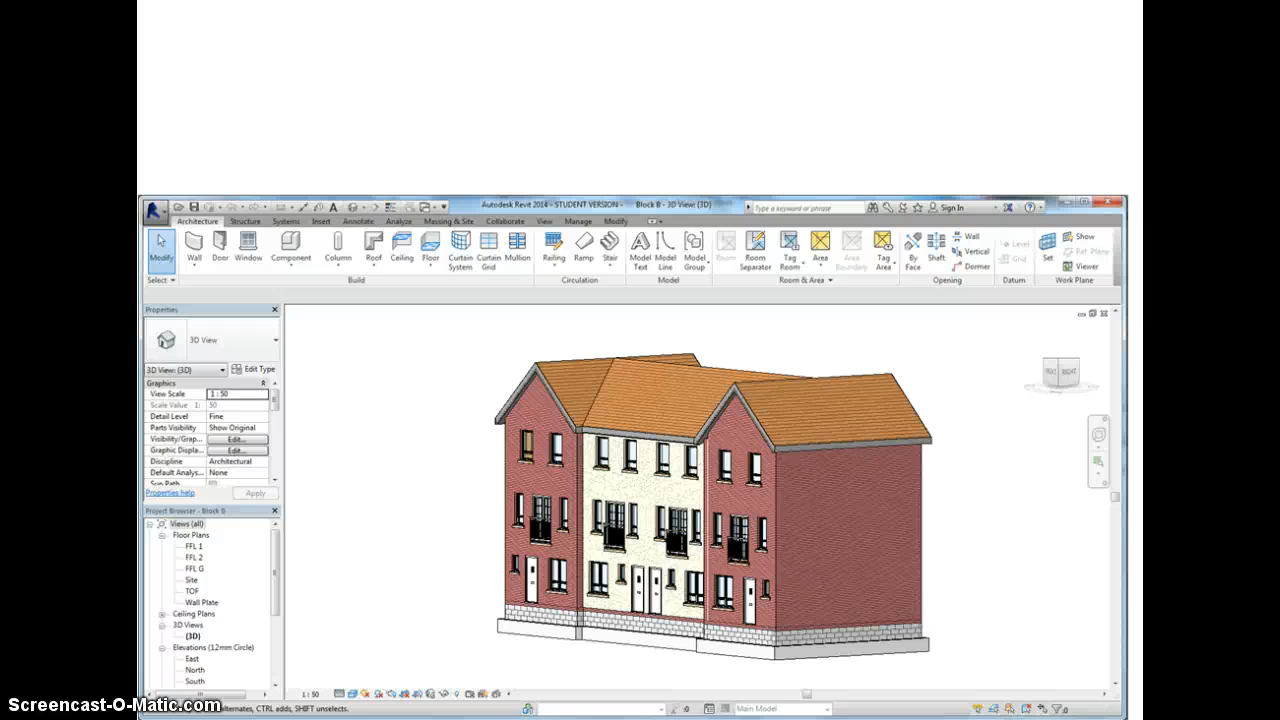 Autodesk Revit 2014 - STUDENT VERSION - Block B - 3D View: {3D}
Type a keyword or phrase
Sign In
Architecture Structure Systems Insert Annotate Analyze Massing & Site Collaborate View Manage Modify
Modify Wall Door Window Component Column Roof Ceiling Floor Curtain System Curtain Grid Mullion Railing Ramp Stair Model Text Model Line Model Group Room Room Separator Tag Room Area Area Boundary Tag Area By Face Shaft Wall Vertical Dormer Level Grid Set Show Ref Plane Viewer
Select Build Circulation Model Room & Area Opening Datum Work Plane
Properties
3D View
3D View: {3D} Edit Type
Graphics
View Scale 1 : 50
Scale Value 1: 50
Detail Level Fine
Parts Visibility Show Original
Visibility/Grap... Edit...
Graphic Displa... Edit...
Discipline Architectural
Default Analys... None
Sun Path
Properties help Apply
Project Browser - Block B
Views (all)
Floor Plans
FFL 1
FFL 2
FFL G
Site
TOF
Wall Plate
Ceiling Plans
3D Views
{3D}
Elevations (12mm Circle)
East
North
South
RIGHT
1 : 50
alternates, CTRL adds, SHIFT unselects.
:0
Main Model
:0
Screencast-O-Matic.com